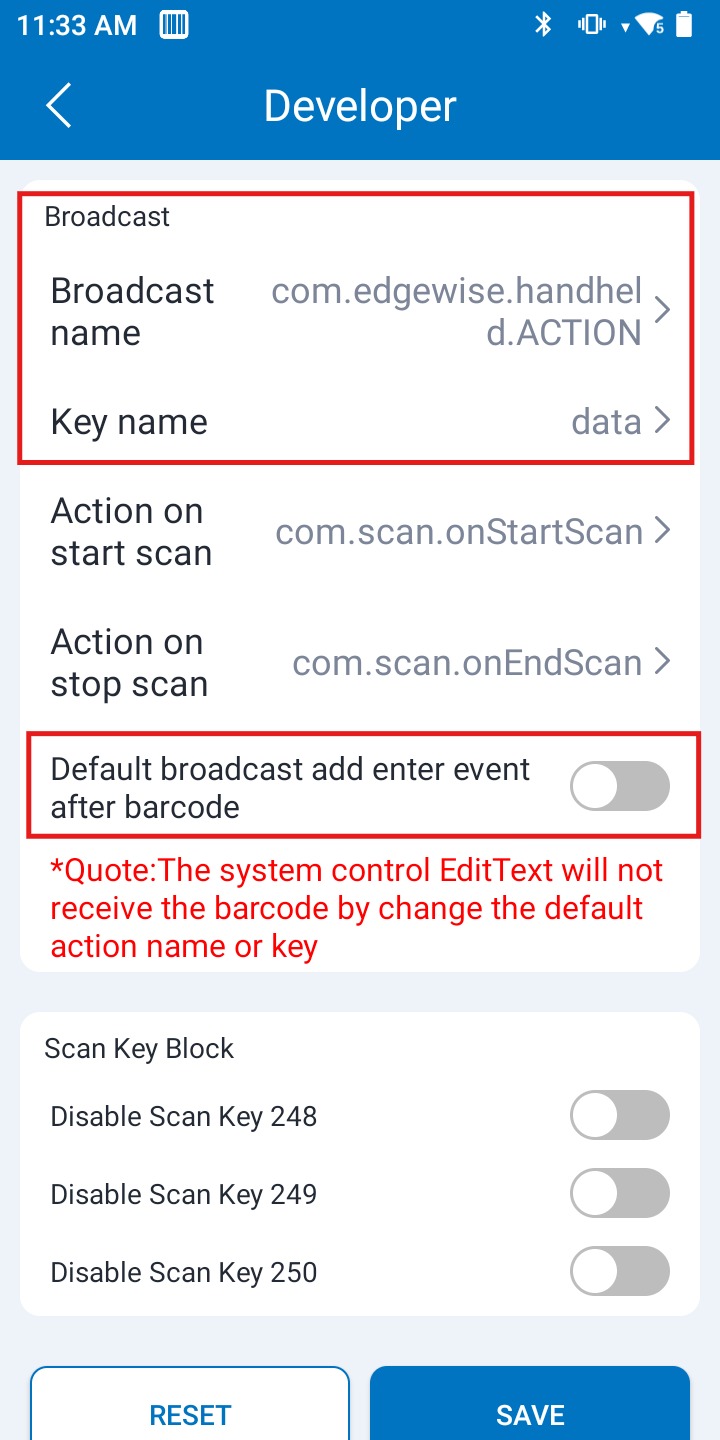 11:33 AM
5
Developer
Broadcast
Broadcast
name
com.edgewise.handhel
d.ACTION
Key name
data
Action on
start scan
com.scan.onStartScan
Action on
stop scan
com.scan.onEndScan
Default broadcast add enter event
after barcode
*Quote:The system control EditText will not
receive the barcode by change the default
action name or key
Scan Key Block
Disable Scan Key 248
Disable Scan Key 249
Disable Scan Key 250
RESET
SAVE